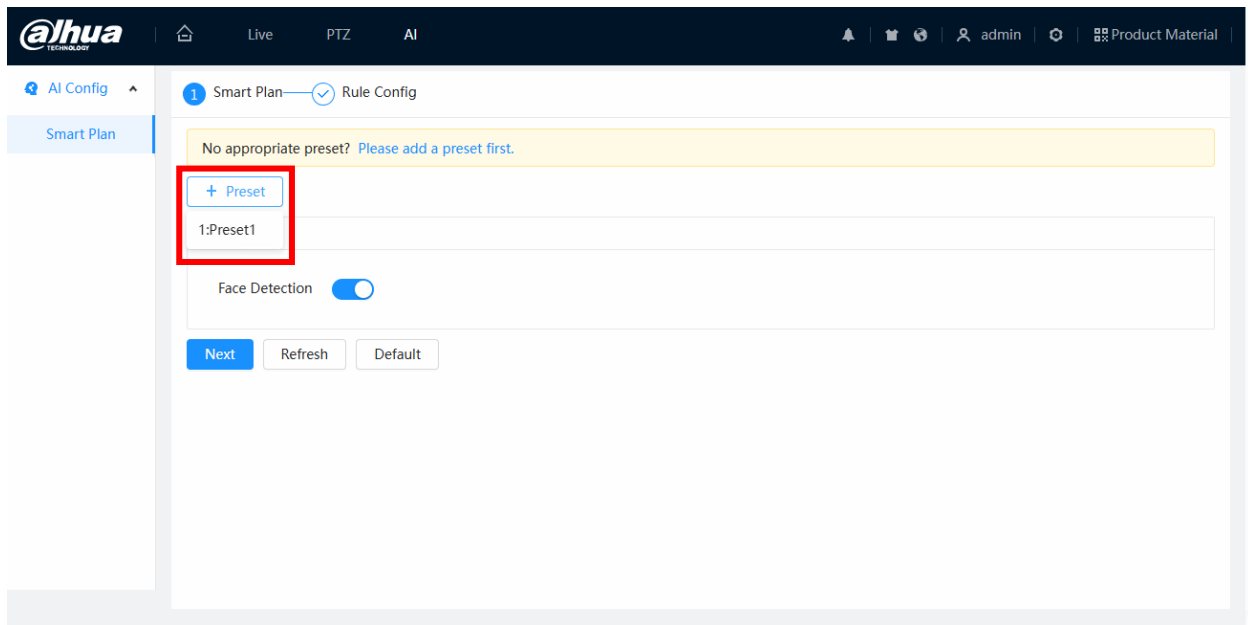 alhua
TECHNOLOGY
Live PTZ AI admin Product Material
AI Config
Smart Plan
1 Smart Plan Rule Config
No appropriate preset? Please add a preset first.
+ Preset
1:Preset1
Face Detection
Next Refresh Default